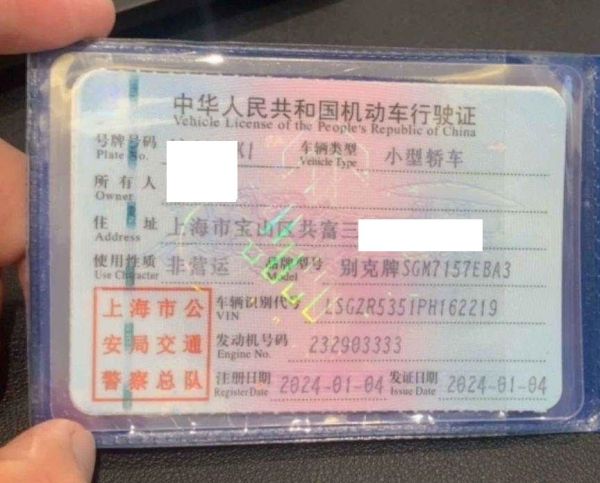 中华人民共和国机动车行驶证
Vehicle License of the People's Republic of China
号牌号码 K1 车辆类型 小型轿车
Plate No. Vehicle Type
所有人
Owner
住址 上海市宝山区共富三
Address
使用性质 非营运 品牌型号 别克牌SGM7157EBA3
Use Character Model
上海市公 车辆识别代号 LSGZR5351PH162219
VIN
安局交通 发动机号码 232903333
Engine No.
警察总队 注册日期 2024-01-04 发证日期 2024-01-04
Register Date Issue Date